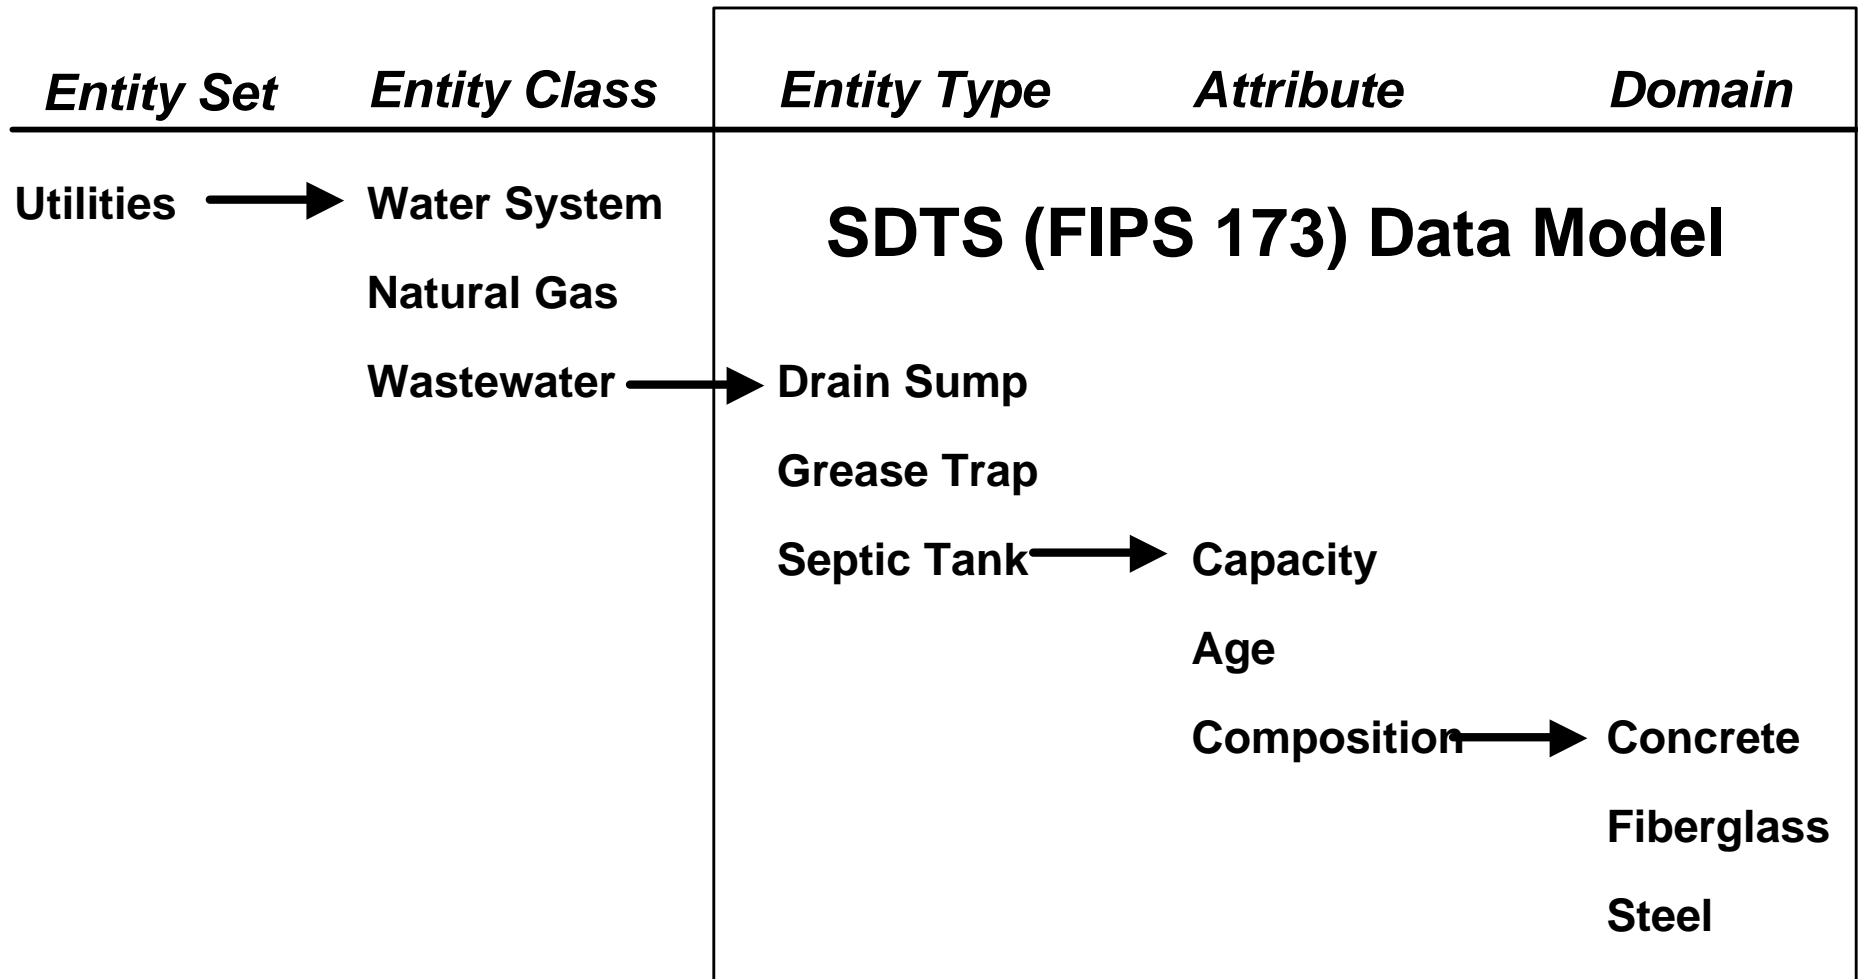 Entity Set Entity Class Entity Type Attribute Domain
Utilities Water System
SDTS (FIPS 173) Data Model
Natural Gas
Wastewater Drain Sump
Grease Trap
Septic Tank Capacity
Age
Composition Concrete
Fiberglass
Steel